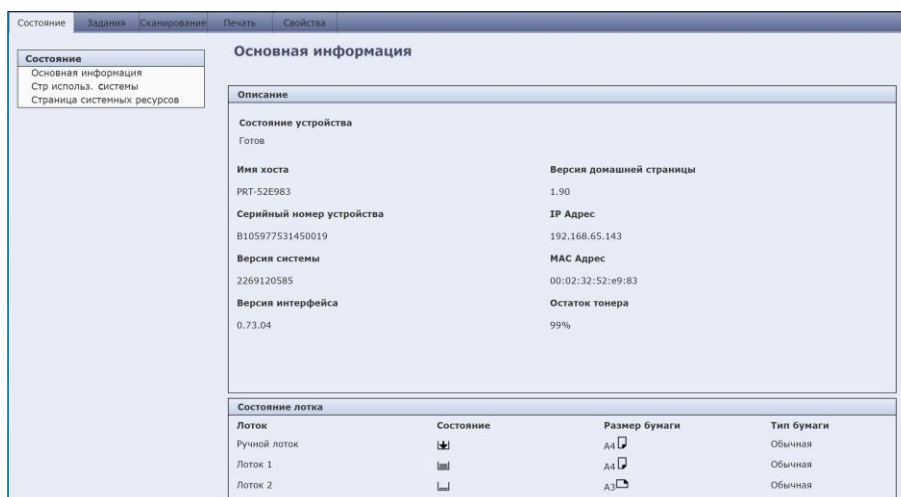 Состояние Задания Сканирование Печать Свойства
Состояние
Основная информация
Стр использ. системы
Страница системных ресурсов
Основная информация
Описание
Состояние устройства
Готов
Имя хоста Версия домашней страницы
PRT-52E983 1.90
Серийный номер устройства IP Адрес
B105977531450019 192.168.65.143
Версия системы MAC Адрес
2269120585 00:02:32:52:e9:83
Версия интерфейса Остаток тонера
0.73.04 99%
Состояние лотка
Лоток Состояние Размер бумаги Тип бумаги
Ручной лоток A4 Обычная
Лоток 1 A4 Обычная
Лоток 2 A3 Обычная